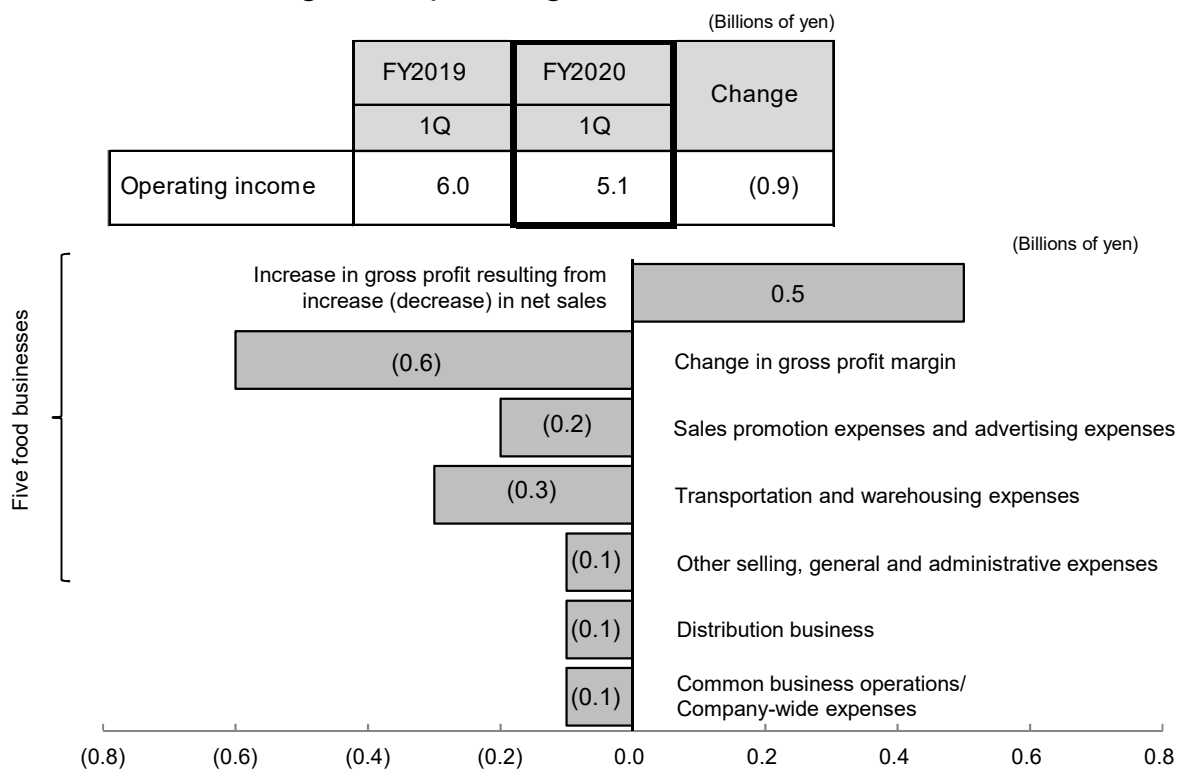 (Billions of yen)
FY2019 FY2020 Change
1Q 1Q
Operating income 6.0 5.1 (0.9)
(Billions of yen)
Five food businesses
Increase in gross profit resulting from
increase (decrease) in net sales
0.5
(0.6) Change in gross profit margin
(0.2) Sales promotion expenses and advertising expenses
(0.3) Transportation and warehousing expenses
(0.1) Other selling, general and administrative expenses
(0.1) Distribution business
(0.1) Common business operations/
Company-wide expenses
(0.8) (0.6) (0.4) (0.2) 0.0 0.2 0.4 0.6 0.8